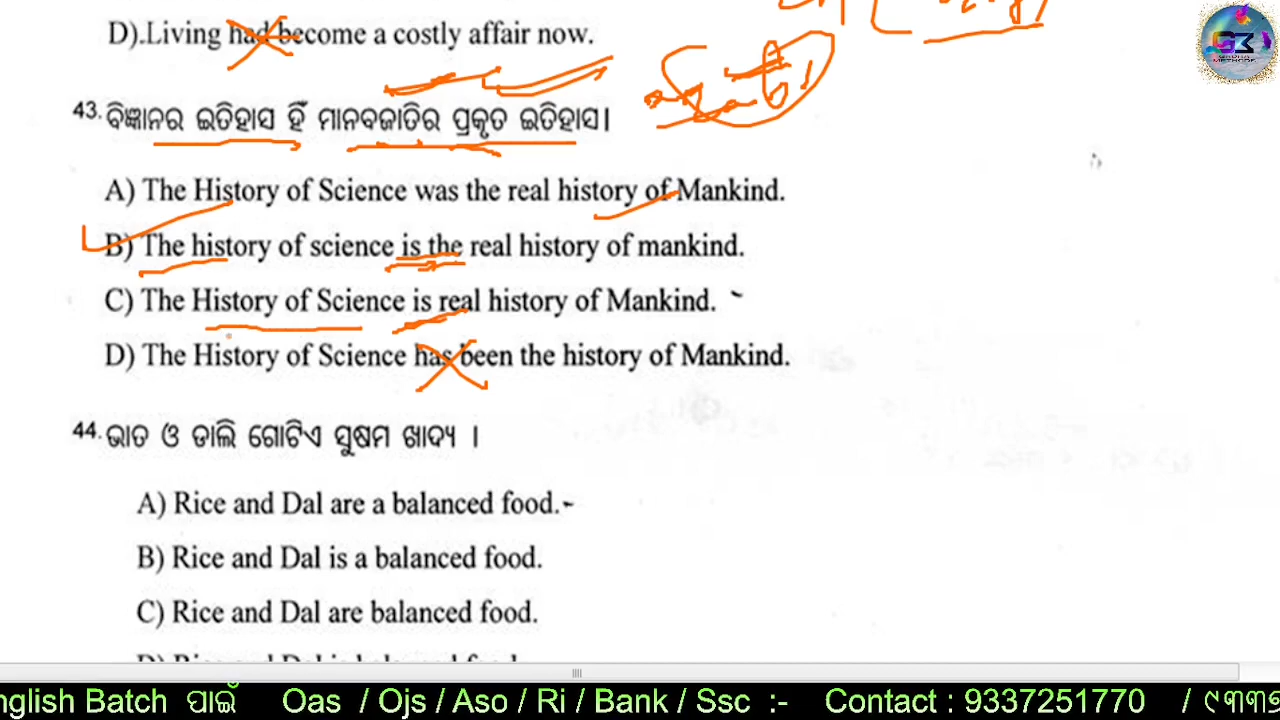 D).Living had become a costly affair now.
43. ବିଜ୍ଞାନର ଇତିହାସ ହିଁ ମାନବଜାତିର ପ୍ରକୃତ ଇତିହାସ।
A) The History of Science was the real history of Mankind.
B) The history of science is the real history of mankind.
C) The History of Science is real history of Mankind.
D) The History of Science has been the history of Mankind.
44. ଭାତ ଓ ଡାଲି ଗୋଟିଏ ସୁଷମ ଖାଦ୍ୟ ।
A) Rice and Dal are a balanced food.-
B) Rice and Dal is a balanced food.
C) Rice and Dal are balanced food.
nglish Batch ପାଇଁ Oas / Ojs / Aso / Ri / Bank / Ssc :- Contact : 9337251770 / ୯୩୩୭